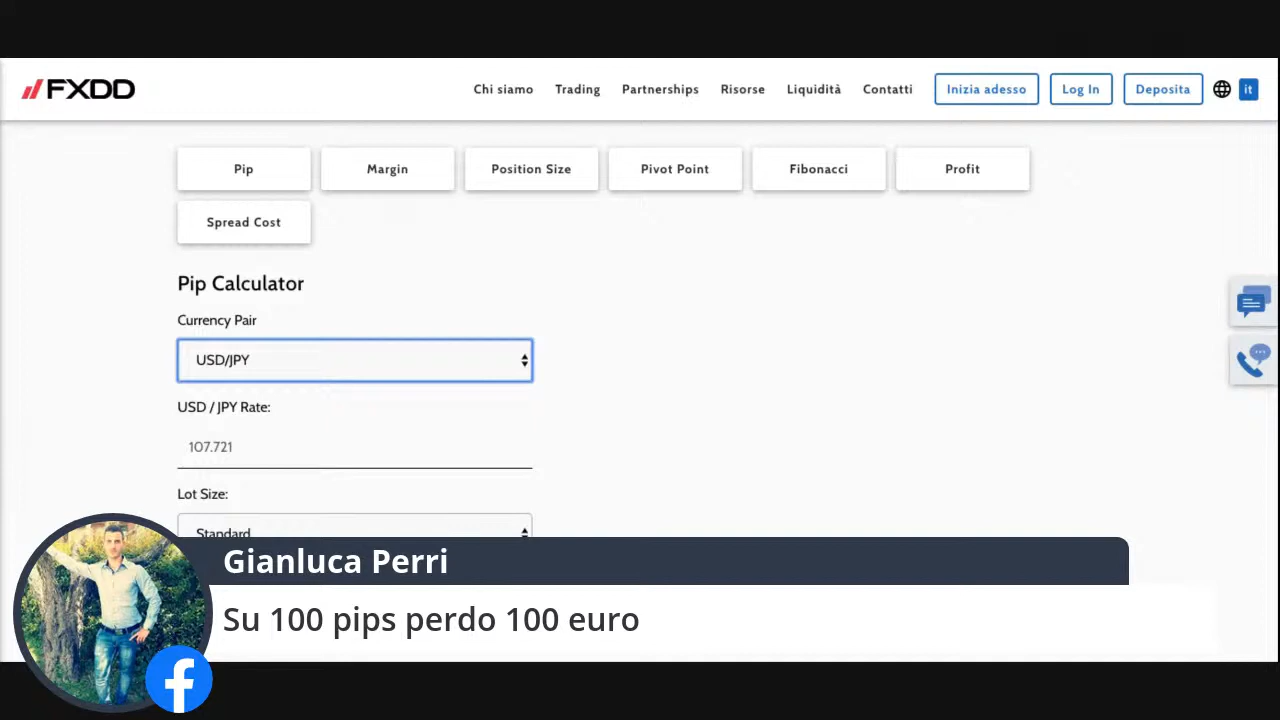 FXDD
Chi siamo Trading Partnerships Risorse Liquidità Contatti Inizia adesso Log In Deposita it
Pip Margin Position Size Pivot Point Fibonacci Profit
Spread Cost
Pip Calculator
Currency Pair
USD/JPY
USD / JPY Rate:
107.721
Lot Size:
Standard
Gianluca Perri
Su 100 pips perdo 100 euro